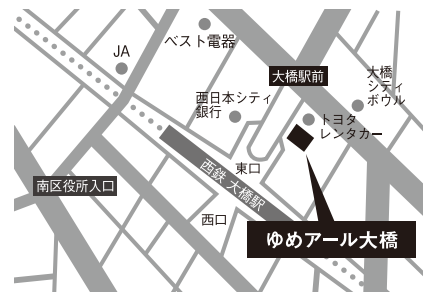 ベスト電器
JA
大橋駅前
大橋
シティ
ボウル
西日本シティ
銀行
トヨタ
レンタカー
東口
西鉄 大橋駅
南区役所入口
西口
ゆめアール大橋